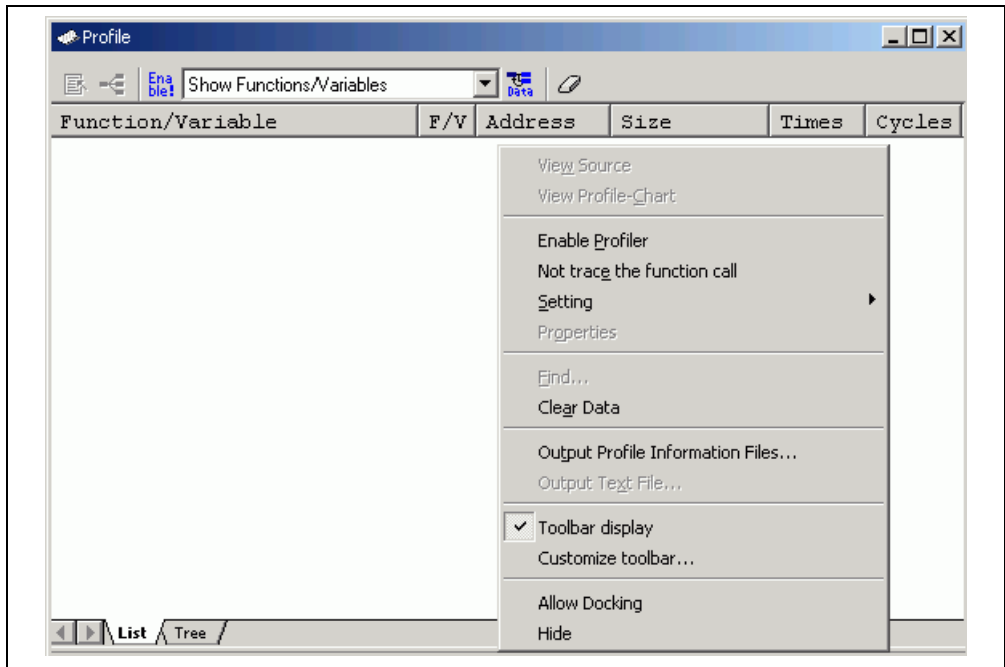 Profile
Ena
ble!
Show Functions/Variables
Data
Function/Variable F/V Address Size Times Cycles
View Source
View Profile-Chart
Enable Profiler
Not trace the function call
Setting
Properties
Find...
Clear Data
Output Profile Information Files...
Output Text File...
Toolbar display
Customize toolbar...
Allow Docking
Hide
List Tree